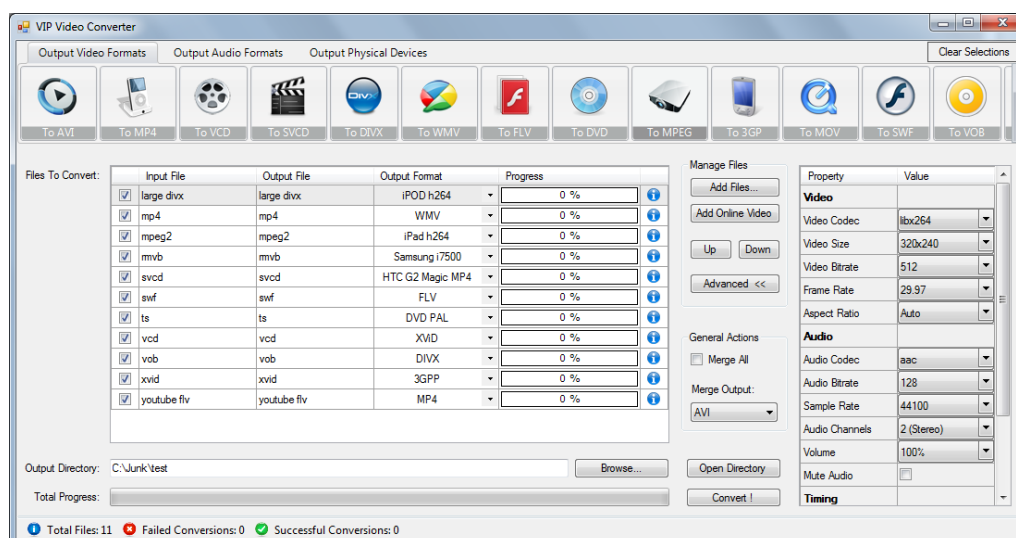 VIP Video Converter
Output Video Formats Output Audio Formats Output Physical Devices Clear Selections
DIVX
To AVI To MP4 To VCD To SVCD To DIVX To WMV To FLV To DVD To MPEG To 3GP To MOV To SWF To VOB
Files To Convert:
Input File Output File Output Format Progress
large divx large divx iPOD h264 0 %
mp4 mp4 WMV 0 %
mpeg2 mpeg2 iPad h264 0 %
rmvb rmvb Samsung i7500 0 %
svcd svcd HTC G2 Magic MP4 0 %
swf swf FLV 0 %
ts ts DVD PAL 0 %
vcd vcd XVID 0 %
vob vob DIVX 0 %
xvid xvid 3GPP 0 %
youtube flv youtube flv MP4 0 %
Manage Files
Add Files...
Add Online Video
Up Down
Advanced <<
General Actions
Merge All
Merge Output:
AVI
Property Value
Video
Video Codec libx264
Video Size 320x240
Video Bitrate 512
Frame Rate 29.97
Aspect Ratio Auto
Audio
Audio Codec aac
Audio Bitrate 128
Sample Rate 44100
Audio Channels 2 (Stereo)
Volume 100%
Mute Audio
Timing
Output Directory: C:\Junk\test Browse... Open Directory
Total Progress: Convert !
Total Files: 11 Failed Conversions: 0 Successful Conversions: 0